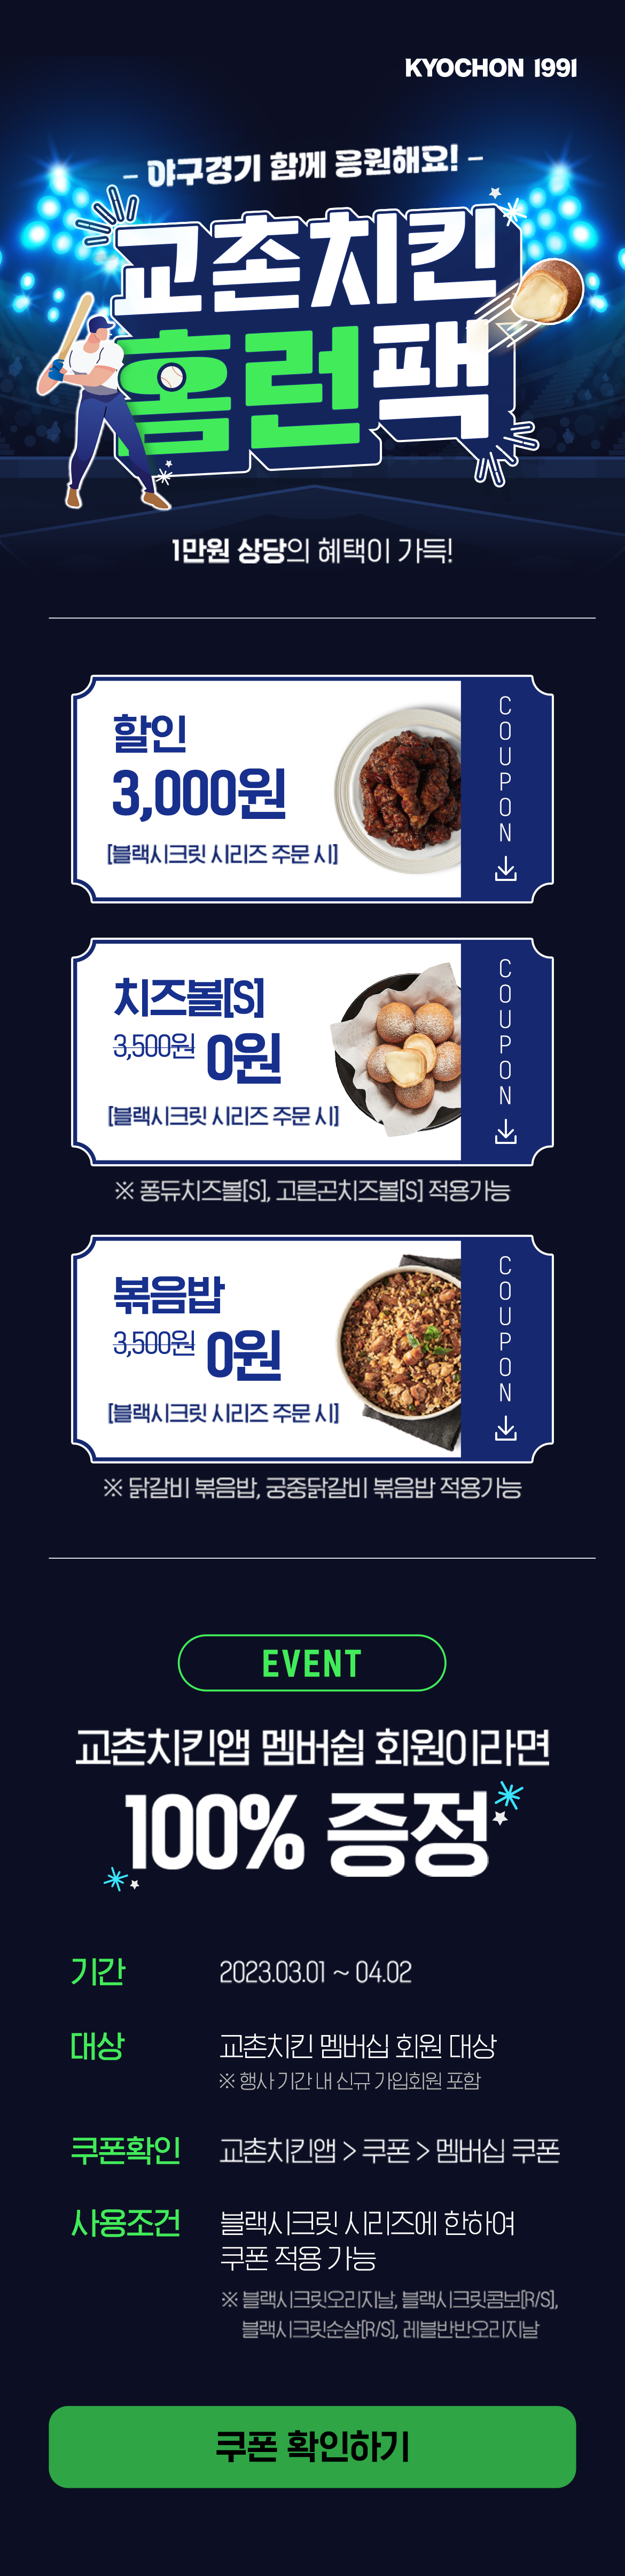 KYOCHON 1991
- 야구경기 함께 응원해요! -
교촌치킨
홈런팩
1만원 상당의 혜택이 가득!
할인
3,000원
[블랙시크릿 시리즈 주문 시]
COUPON
치즈볼[S]
3,500원 0원
[블랙시크릿 시리즈 주문 시]
COUPON
※ 퐁듀치즈볼[S], 고른곤치즈볼[S] 적용가능
볶음밥
3,500원 0원
[블랙시크릿 시리즈 주문 시]
COUPON
※ 닭갈비 볶음밥, 궁중닭갈비 볶음밥 적용가능
EVENT
교촌치킨앱 멤버쉽 회원이라면
100% 증정
기간 2023.03.01 ~ 04.02
대상 교촌치킨 멤버십 회원 대상
※ 행사 기간 내 신규 가입회원 포함
쿠폰확인 교촌치킨앱 > 쿠폰 > 멤버십 쿠폰
사용조건 블랙시크릿 시리즈에 한하여
쿠폰 적용 가능
※ 블랙시크릿오리지날, 블랙시크릿콤보[R/S],
블랙시크릿순살[R/S], 레블반반오리지날
쿠폰 확인하기